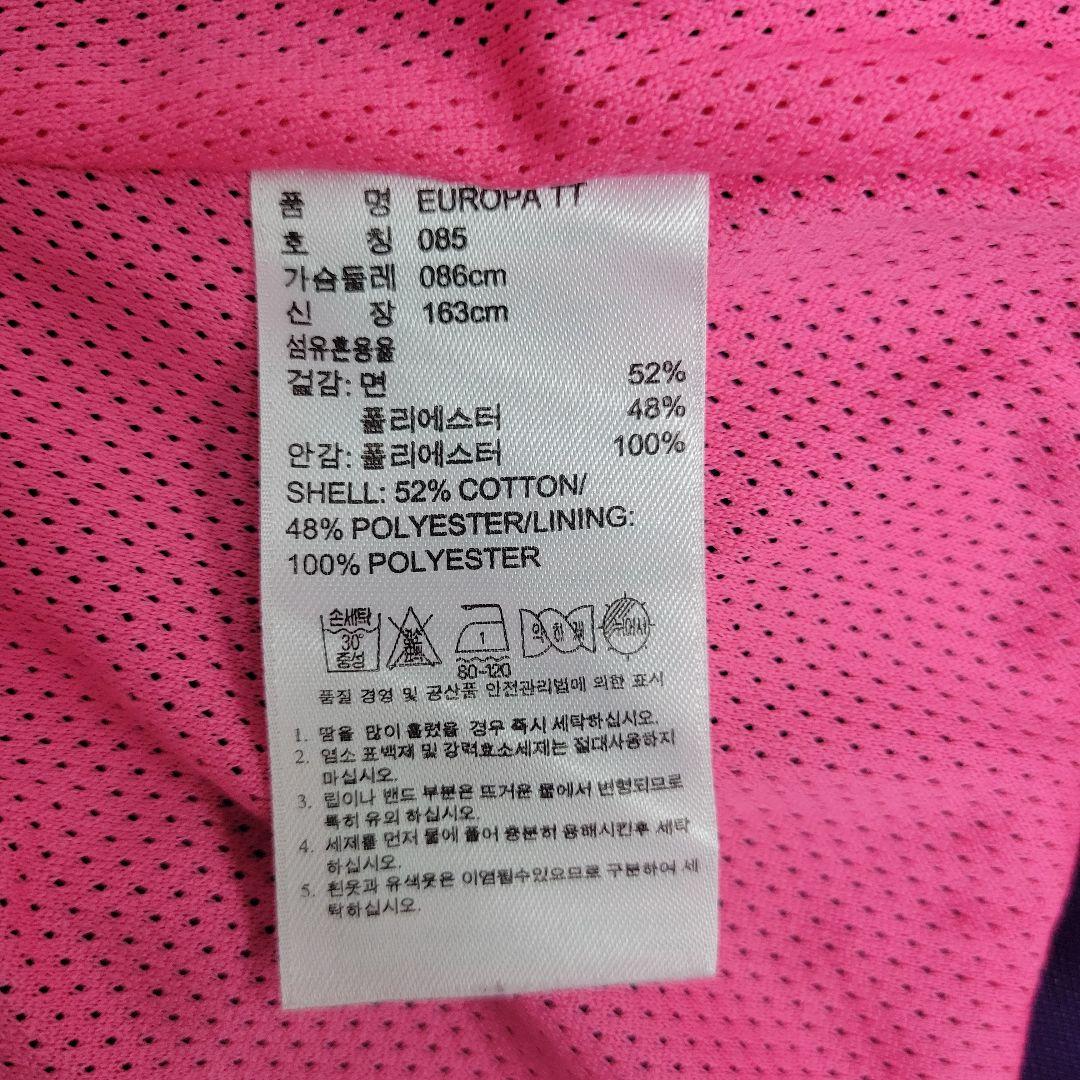 품 명 EUROPA TT
호 칭 085
가슴둘레 086cm
신 장 163cm
섬유혼용율
겉감: 면 52%
폴리에스터 48%
안감: 폴리에스터 100%
SHELL: 52% COTTON/
48% POLYESTER/LINING:
100% POLYESTER
손세탁 30° 중성 염소 1 80-120 약하게 뉘어서
품질 경영 및 공산품 안전관리법에 의한 표시
1. 땀을 많이 흘렸을 경우 즉시 세탁하십시오.
2. 염소 표백제 및 강력효소세제는 절대사용하지
마십시오.
3. 립이나 밴드 부분은 뜨거운 물에서 변형되므로
특히 유의 하십시오.
4. 세제를 먼저 물에 풀어 충분히 용해시킨후 세탁
하십시오.
5. 흰옷과 유색옷은 이염될수있으므로 구분하여 세
탁하십시오.